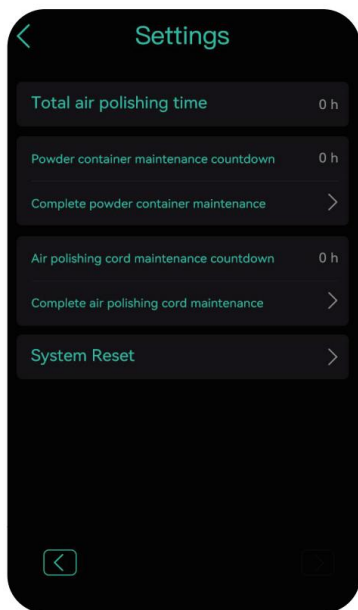 Settings
Total air polishing time 0 h
Powder container maintenance countdown 0 h
Complete powder container maintenance
Air polishing cord maintenance countdown 0 h
Complete air polishing cord maintenance
System Reset